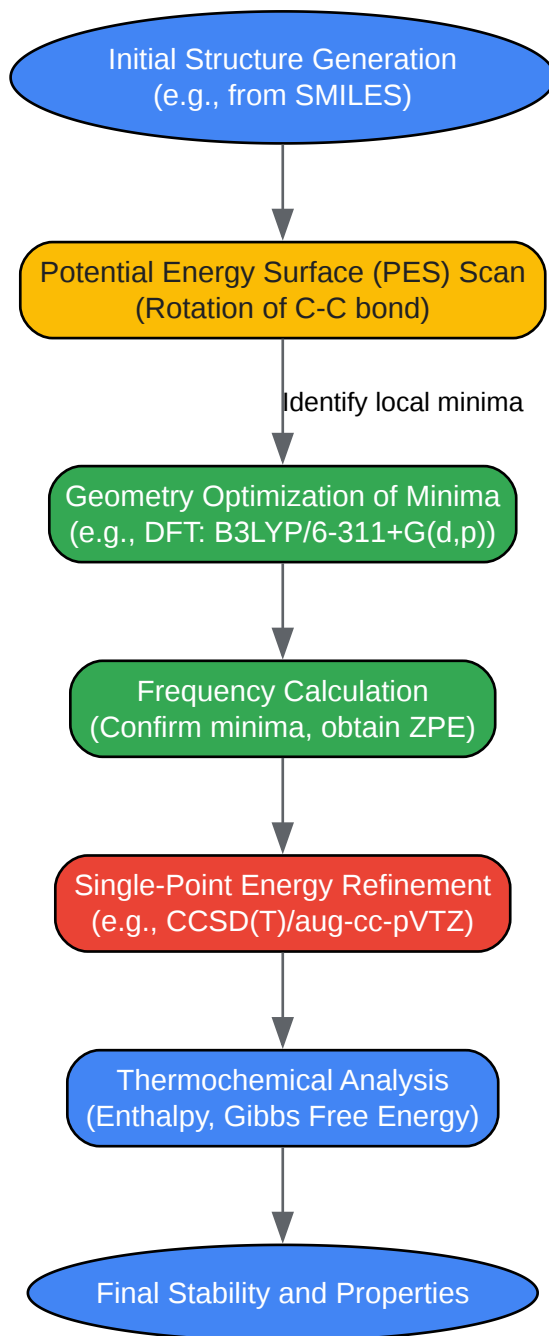 Initial Structure Generation
(e.g., from SMILES)
Potential Energy Surface (PES) Scan
(Rotation of C-C bond)
Identify local minima
Geometry Optimization of Minima
(e.g., DFT: B3LYP/6-311+G(d,p))
Frequency Calculation
(Confirm minima, obtain ZPE)
Single-Point Energy Refinement
(e.g., CCSD(T)/aug-cc-pVTZ)
Thermochemical Analysis
(Enthalpy, Gibbs Free Energy)
Final Stability and Properties